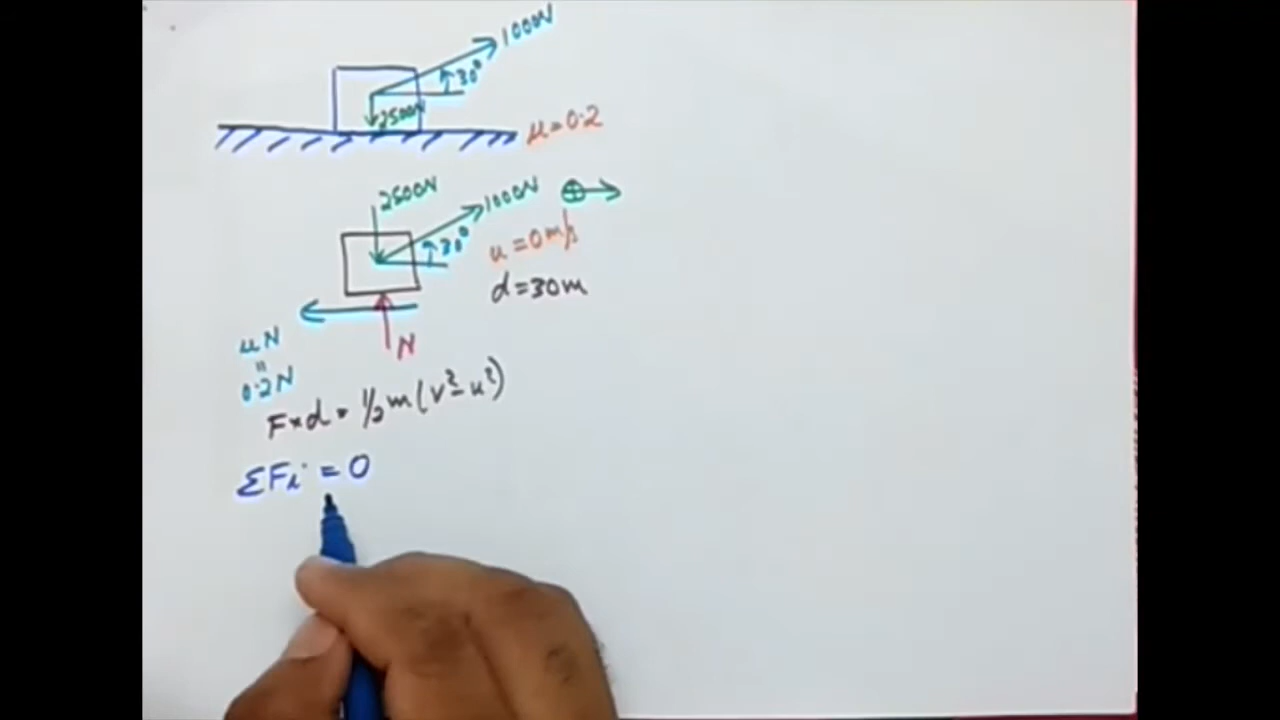 1000N
30°
2500N
μ=0.2
2500N
1000N
30°
u=0m/s
d=30m
N
μN
=
0.2N
F×d=½m(v²-u²)
ΣFi=0